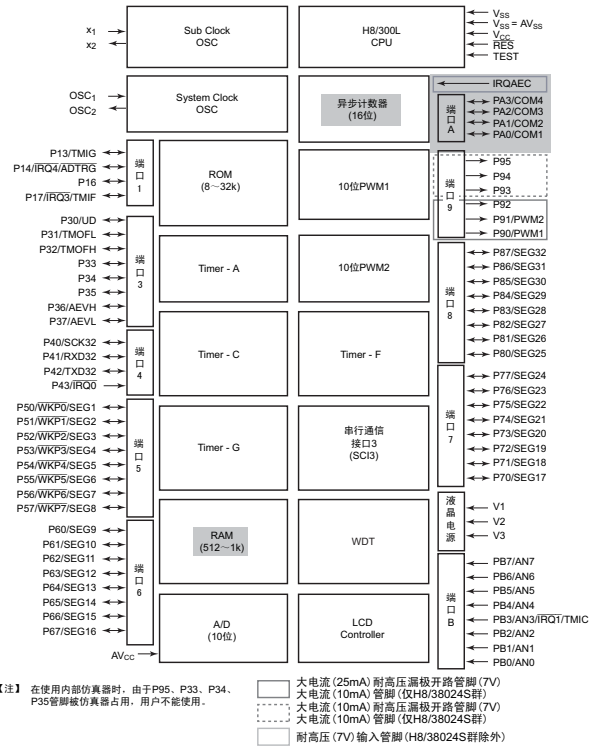 x₁
x₂
Sub Clock
OSC
H8/300L
CPU
V_SS
V_SS = AV_SS
V_CC
RES
TEST
OSC₁
OSC₂
System Clock
OSC
异步计数器
(16位)
IRQAEC
端口A
PA3/COM4
PA2/COM3
PA1/COM2
PA0/COM1
P13/TMIG
P14/IRQ4/ADTRG
P16
P17/IRQ3/TMIF
端口1
ROM
(8～32k)
10位PWM1
端口9
P95
P94
P93
P92
P91/PWM2
P90/PWM1
P30/UD
P31/TMOFL
P32/TMOFH
P33
P34
P35
P36/AEVH
P37/AEVL
端口3
Timer - A
10位PWM2
端口8
P87/SEG32
P86/SEG31
P85/SEG30
P84/SEG29
P83/SEG28
P82/SEG27
P81/SEG26
P80/SEG25
P40/SCK32
P41/RXD32
P42/TXD32
P43/IRQ0
端口4
Timer - C
Timer - F
端口7
P77/SEG24
P76/SEG23
P75/SEG22
P74/SEG21
P73/SEG20
P72/SEG19
P71/SEG18
P70/SEG17
P50/WKP0/SEG1
P51/WKP1/SEG2
P52/WKP2/SEG3
P53/WKP3/SEG4
P54/WKP4/SEG5
P55/WKP5/SEG6
P56/WKP6/SEG7
P57/WKP7/SEG8
端口5
Timer - G
串行通信
接口3
(SCI3)
液晶电源
V1
V2
V3
P60/SEG9
P61/SEG10
P62/SEG11
P63/SEG12
P64/SEG13
P65/SEG14
P66/SEG15
P67/SEG16
端口6
RAM
(512～1k)
WDT
端口B
PB7/AN7
PB6/AN6
PB5/AN5
PB4/AN4
PB3/AN3/IRQ1/TMIC
PB2/AN2
PB1/AN1
PB0/AN0
AV_CC
A/D
(10位)
LCD
Controller
【注】 在使用内部仿真器时，由于P95、P33、P34、
P35管脚被仿真器占用，用户不能使用。
大电流(25mA)耐高压漏极开路管脚(7V)
大电流(10mA)管脚(仅H8/38024S群)
大电流(10mA)耐高压漏极开路管脚(7V)
大电流(10mA)管脚(仅H8/38024S群)
耐高压(7V)输入管脚(H8/38024S群除外)